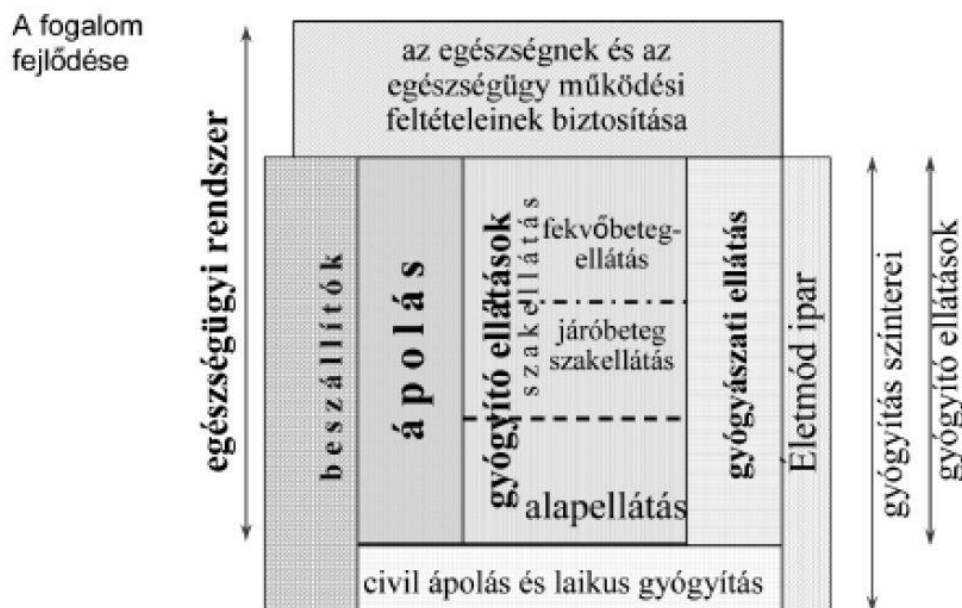 A fogalom
fejlődése
az egészségnek és az
egészségügy működési
feltételeinek biztosítása
egészségügyi rendszer
beszállítók
ápolás
gyógyító ellátások
szakellátás
fekvőbeteg-
ellátás
járóbeteg
szakellátás
alapellátás
gyógyászati ellátás
Életmód ipar
gyógyítás színterei
gyógyító ellátások
civil ápolás és laikus gyógyítás